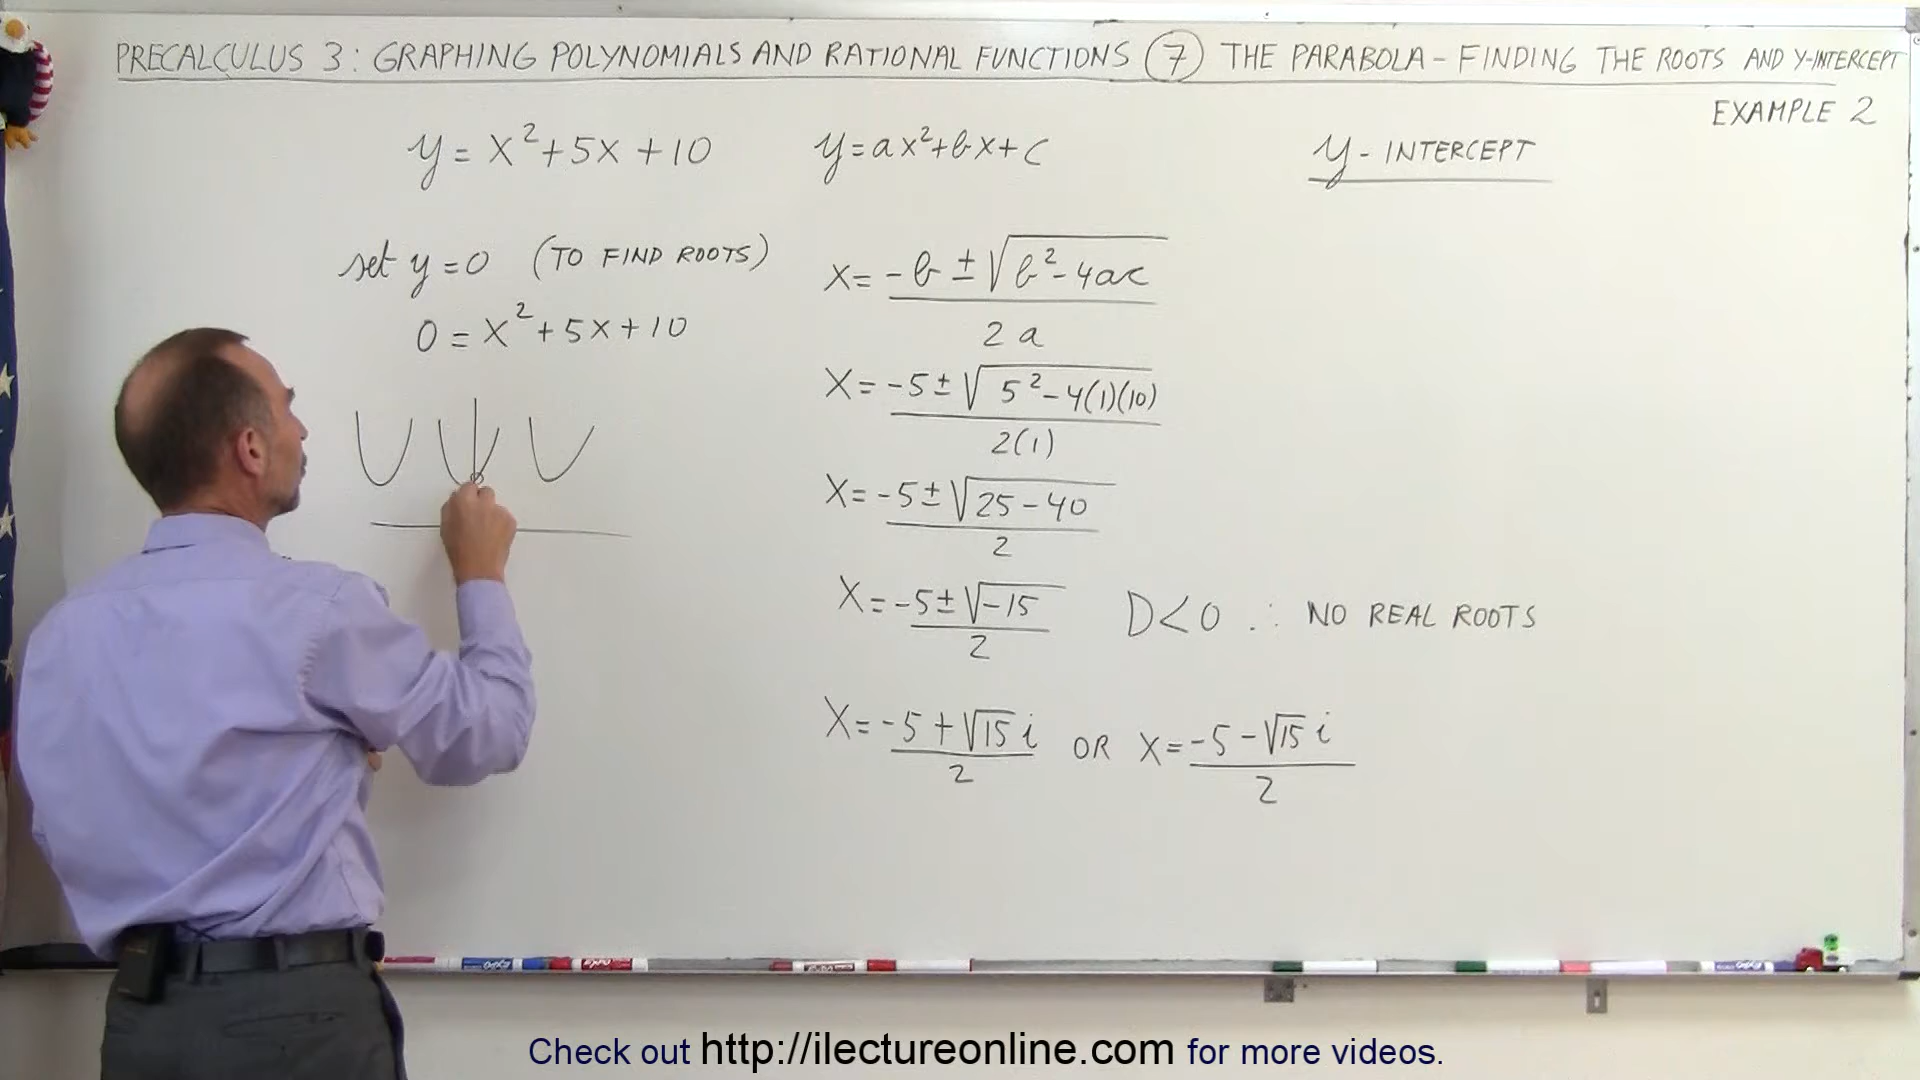 PRECALCULUS 3: GRAPHING POLYNOMIALS AND RATIONAL FUNCTIONS ⑦ THE PARABOLA - FINDING THE ROOTS AND Y-INTERCEPT
EXAMPLE 2
y = x² + 5x + 10
y = ax² + bx + c
y - INTERCEPT
set y = 0 (TO FIND ROOTS)
0 = x² + 5x + 10
x = (-b ± √(b² - 4ac)) / 2a
x = (-5 ± √(5² - 4(1)(10))) / 2(1)
x = (-5 ± √(25 - 40)) / 2
x = (-5 ± √(-15)) / 2
D < 0 ∴ NO REAL ROOTS
x = (-5 + √15 i) / 2 OR x = (-5 - √15 i) / 2
Check out http://ilectureonline.com for more videos.